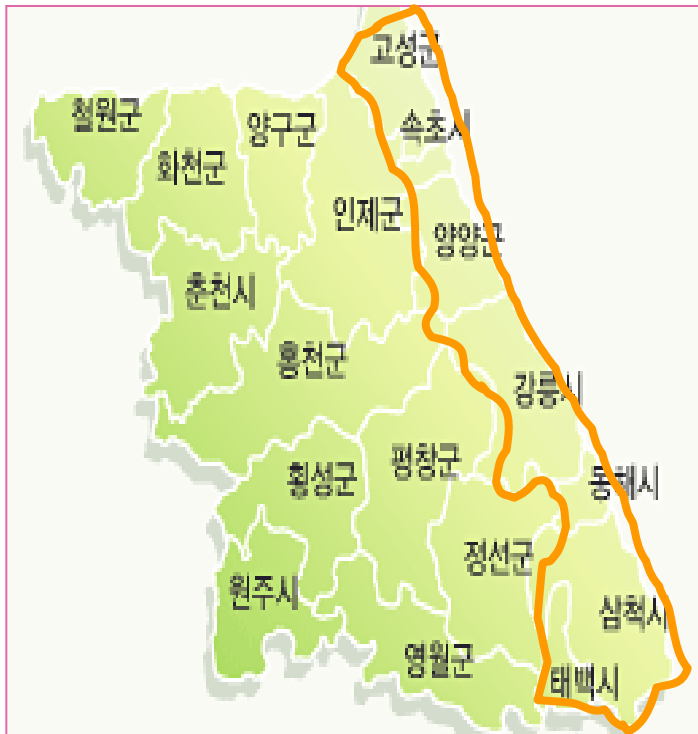 고성군
철원군
양구군
속초시
화천군
인제군
양양군
춘천시
홍천군
강릉시
평창군
횡성군
동해시
정선군
원주시
삼척시
영월군
태백시